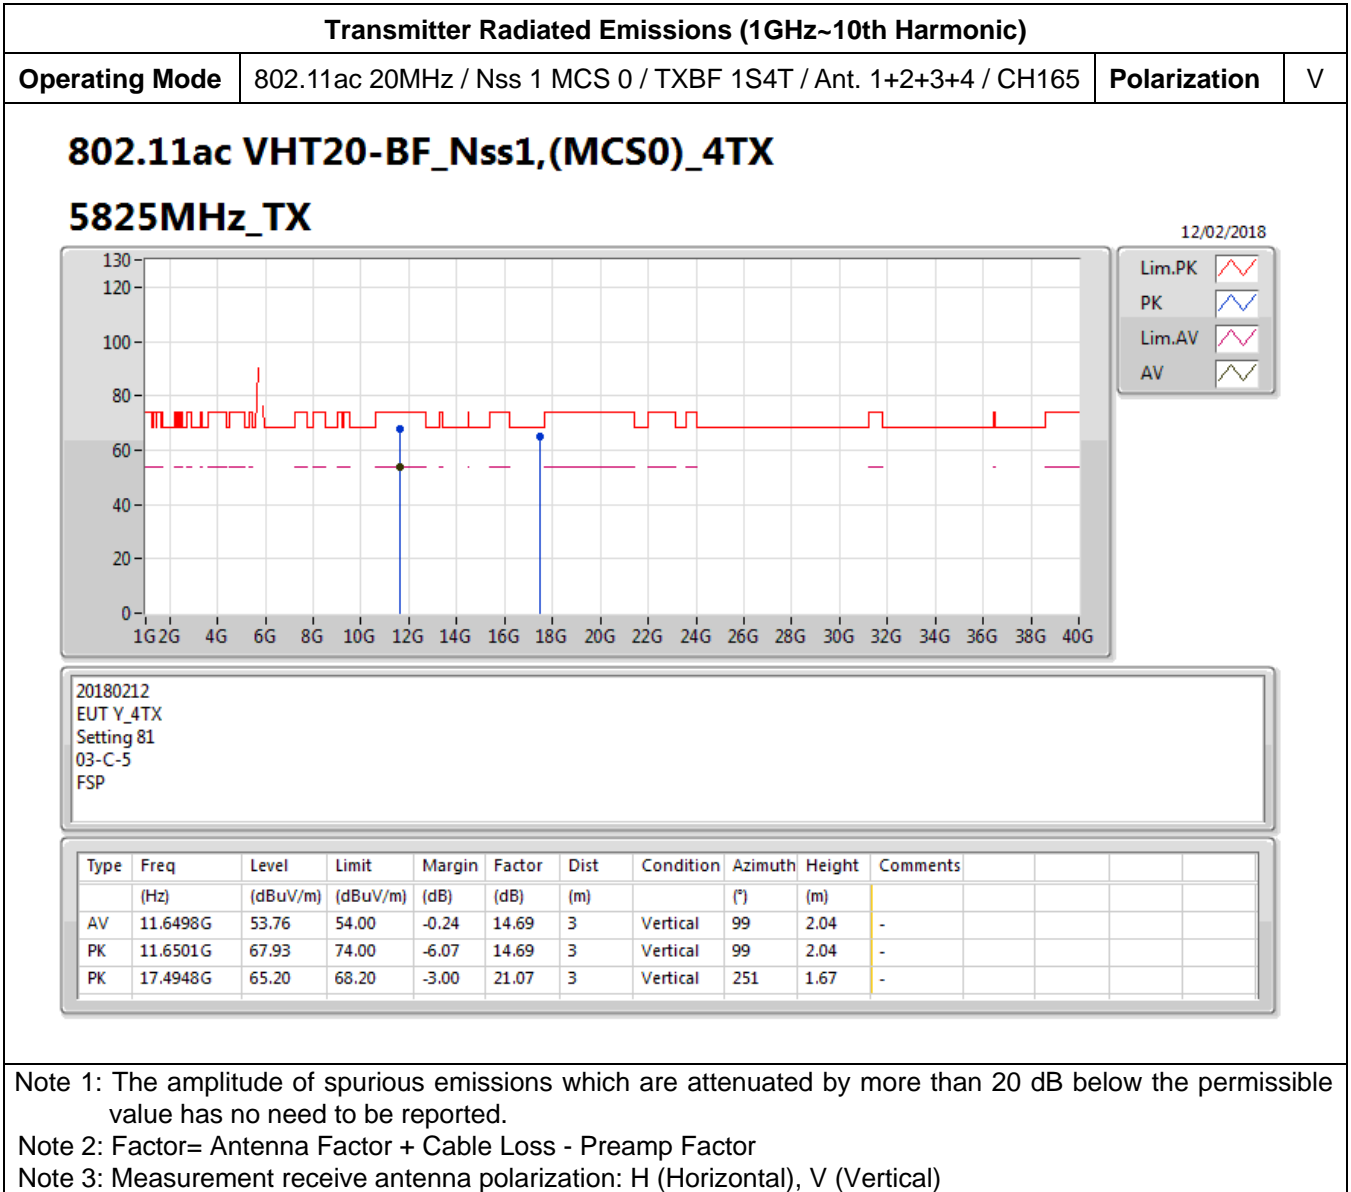 Transmitter Radiated Emissions (1GHz~10th Harmonic)
Operating Mode 802.11ac 20MHz / Nss 1 MCS 0 / TXBF 1S4T / Ant. 1+2+3+4 / CH165 Polarization V
802.11ac VHT20-BF_Nss1,(MCS0)_4TX
5825MHz_TX
12/02/2018
130
120
100
80
60
40
20
0
1G 2G 4G 6G 8G 10G 12G 14G 16G 18G 20G 22G 24G 26G 28G 30G 32G 34G 36G 38G 40G
Lim.PK
PK
Lim.AV
AV
20180212
EUT Y_4TX
Setting 81
03-C-5
FSP
Type Freq Level Limit Margin Factor Dist Condition Azimuth Height Comments
(Hz) (dBuV/m) (dBuV/m) (dB) (dB) (m) (°) (m)
AV 11.6498G 53.76 54.00 -0.24 14.69 3 Vertical 99 2.04 -
PK 11.6501G 67.93 74.00 -6.07 14.69 3 Vertical 99 2.04 -
PK 17.4948G 65.20 68.20 -3.00 21.07 3 Vertical 251 1.67 -
Note 1: The amplitude of spurious emissions which are attenuated by more than 20 dB below the permissible
value has no need to be reported.
Note 2: Factor= Antenna Factor + Cable Loss - Preamp Factor
Note 3: Measurement receive antenna polarization: H (Horizontal), V (Vertical)